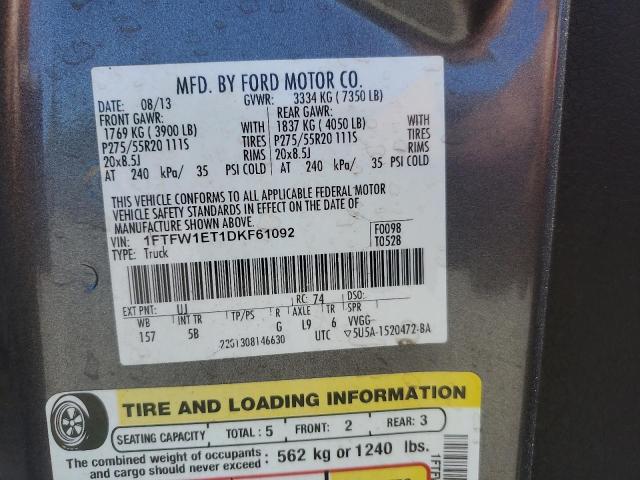 MFD. BY FORD MOTOR CO.
DATE: 08/13 GVWR: 3334 KG ( 7350 LB)
FRONT GAWR: REAR GAWR:
1769 KG ( 3900 LB) WITH 1837 KG ( 4050 LB) WITH
P275/55R20 111S TIRES P275/55R20 111S TIRES
20x8.5J RIMS 20x8.5J RIMS
AT 240 kPa/ 35 PSI COLD AT 240 kPa/ 35 PSI COLD
THIS VEHICLE CONFORMS TO ALL APPLICABLE FEDERAL MOTOR
VEHICLE SAFETY STANDARDS IN EFFECT ON THE DATE OF
MANUFACTURE SHOWN ABOVE.
VIN: 1FTFW1ET1DKF61092 F0098
TYPE: Truck T0528
EXT PNT: UJ RC: 74 DSO:
WB INT TR TP/PS R AXLE TR SPR
157 5B G L9 6 VVGG
2201308146630 UTC ▽5U5A-1520472-BA
TIRE AND LOADING INFORMATION
SEATING CAPACITY TOTAL: 5 FRONT: 2 REAR: 3
The combined weight of occupants
and cargo should never exceed: 562 kg or 1240 lbs.